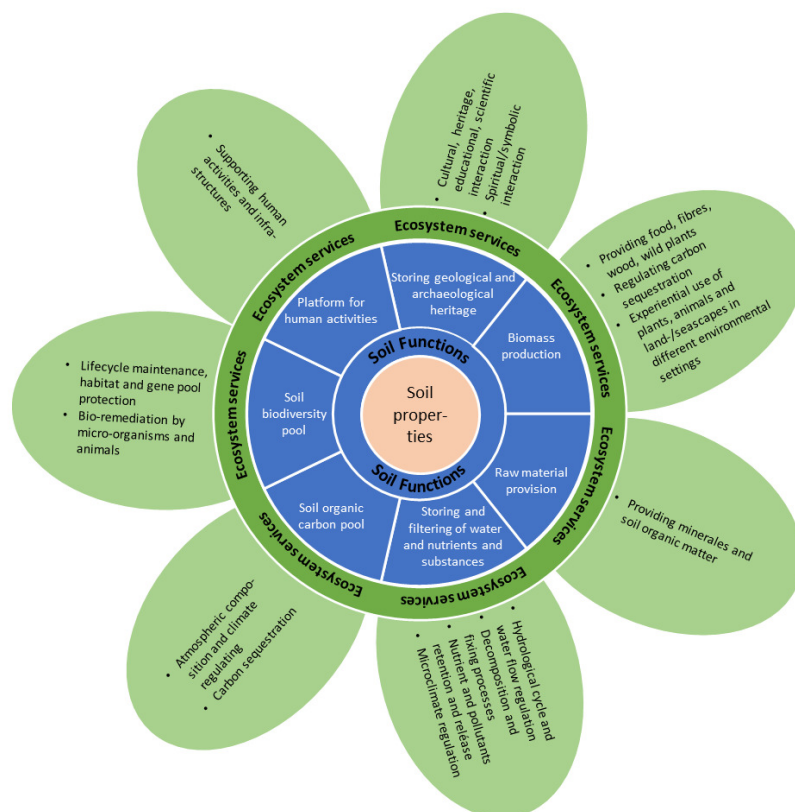 • Cultural, heritage,
educational, scientific
interaction
• Spiritual/symbolic
interaction
• Providing food, fibres,
wood, wild plants
• Regulating carbon
sequestration
• Experiential use of
plants, animals and
land-/seascapes in
different environmental
settings
• Providing minerales and
soil organic matter
• Hydrological cycle and
water flow regulation
• Decomposition and
fixing processes
• Nutrient and pollutants
retention and release
• Microclimate regulation
• Atmospheric compo-
sition and climate
regulating
• Carbon sequestration
• Lifecycle maintenance,
habitat and gene pool
protection
• Bio-remediation by
micro-organisms and
animals
• Supporting human
activities and infra-
structures
Ecosystem services
Ecosystem services
Ecosystem services
Ecosystem services
Ecosystem services
Ecosystem services
Ecosystem services
Storing geological and
archaeological
heritage
Biomass
production
Raw material
provision
Storing and
filtering of water
and nutrients and
substances
Soil organic
carbon pool
Soil
biodiversity
pool
Platform for
human activities
Soil Functions
Soil
proper-
ties
Soil Functions